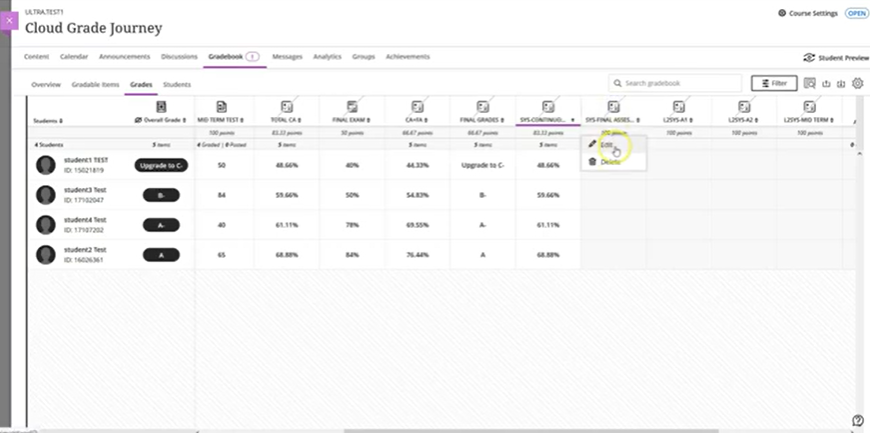 ULTRA.TEST1
Cloud Grade Journey
Course Settings OPEN
Content Calendar Announcements Discussions Gradebook 1 Messages Analytics Groups Achievements
Student Preview
Overview Gradable Items Grades Students
Search gradebook Filter
Students Overall Grade MID TERM TEST TOTAL CA FINAL EXAM CA+FA FINAL GRADES SYS-CONTINUO... SYS-FINAL ASSES... L2SYS-A1 L2SYS-A2 L2SYS-MID TERM
100 points 83.33 points 50 points 66.67 points 66.67 points 83.33 points 100 points 100 points 100 points 100 points
4 Students 5 items 4 Graded | 0 Posted 5 items 5 items 5 items 5 items
Edit
Delete
student1 TEST
ID: 15021819
Upgrade to C- 50 48.66% 40% 44.33% Upgrade to C- 48.66%
student3 Test
ID: 17102047
B- 84 59.66% 50% 54.83% B- 59.66%
student4 Test
ID: 17107202
A- 40 61.11% 78% 69.55% A- 61.11%
student2 Test
ID: 16026361
A 65 68.88% 84% 76.44% A 68.88%